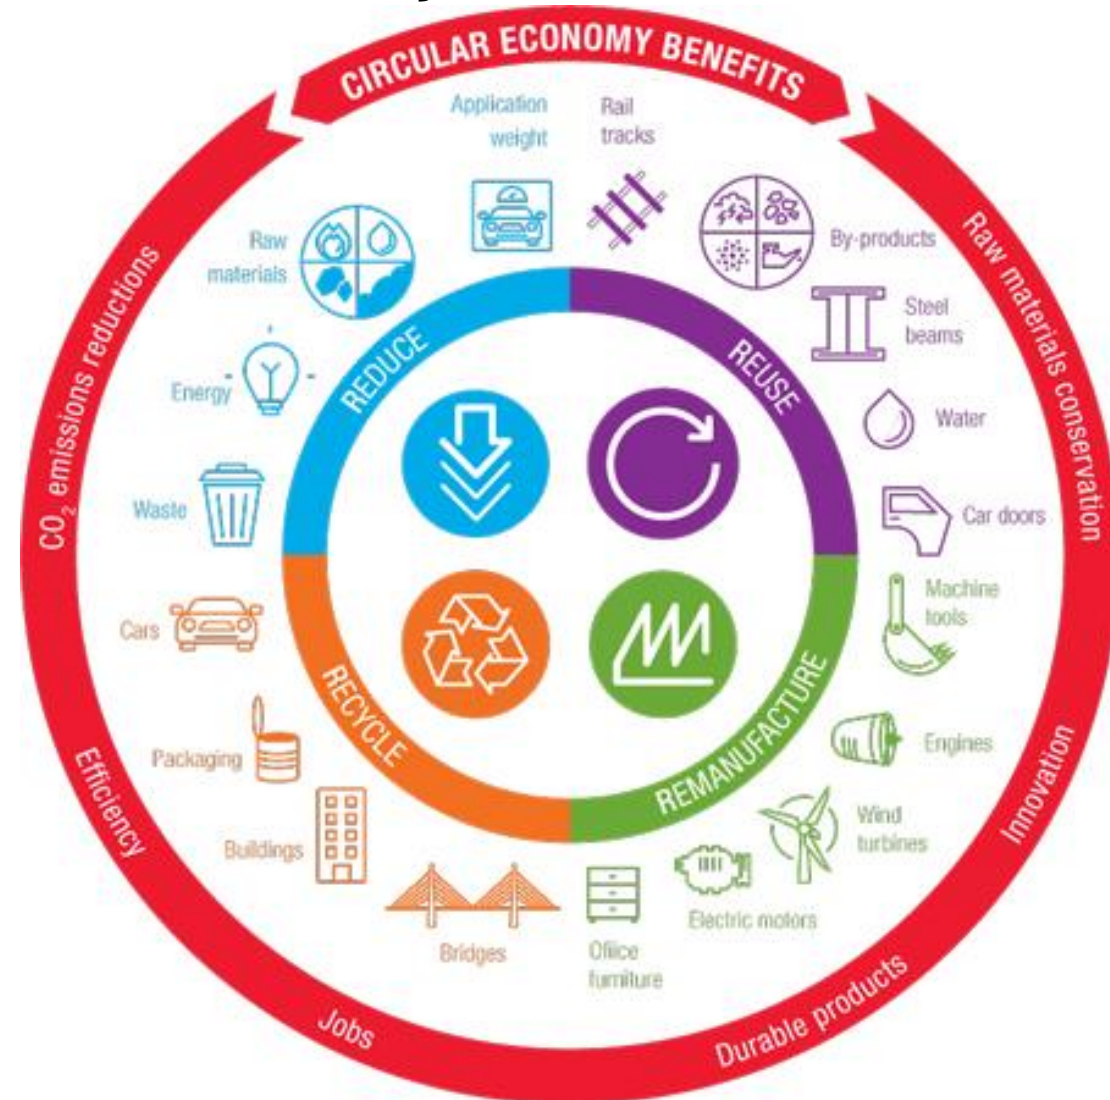 CIRCULAR ECONOMY BENEFITS
Application
weight
Rail
tracks
Raw
materials
By-products
Steel
beams
Energy
Water
Waste
Car doors
Cars
Machine
tools
Packaging
Engines
Buildings
Wind
turbines
Bridges
Electric motors
Office
furniture
REDUCE
REUSE
RECYCLE
REMANUFACTURE
CO₂ emissions reductions
Raw materials conservation
Efficiency
Innovation
Jobs
Durable products